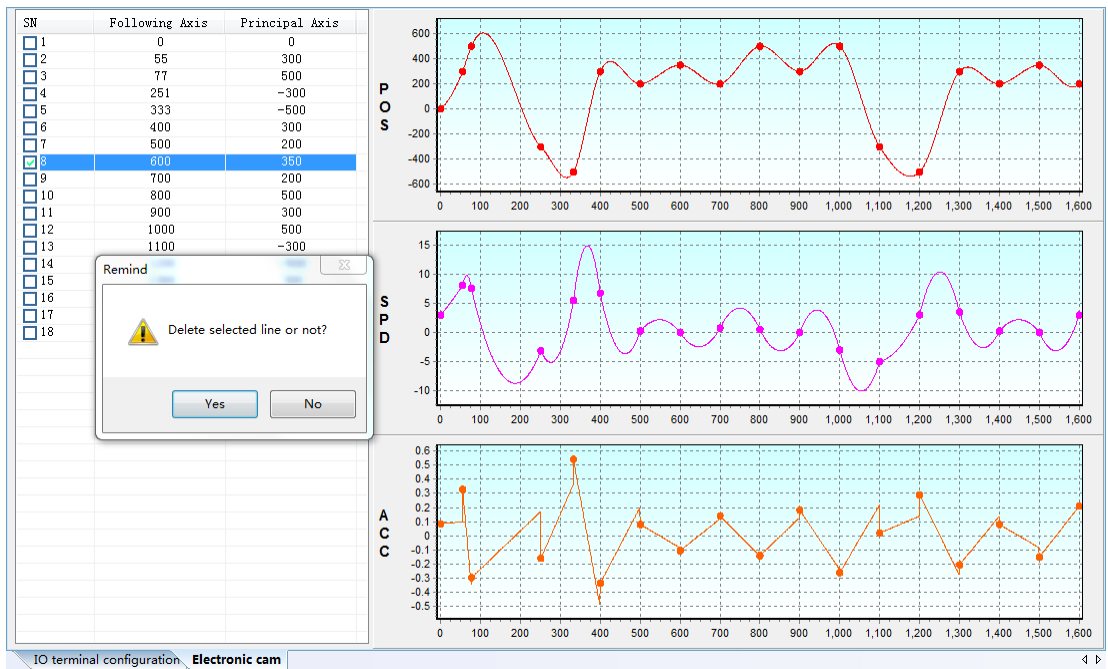 SN Following Axis Principal Axis
1 0 0
2 55 300
3 77 500
4 251 -300
5 333 -500
6 400 300
7 500 200
8 600 350
9 700 200
10 800 500
11 900 300
12 1000 500
13 1100 -300
14
15
16
17
18
Remind
Delete selected line or not?
Yes No
POS
600
400
200
0
-200
-400
-600
0 100 200 300 400 500 600 700 800 900 1,000 1,100 1,200 1,300 1,400 1,500 1,600
SPD
15
10
5
0
-5
-10
0 100 200 300 400 500 600 700 800 900 1,000 1,100 1,200 1,300 1,400 1,500 1,600
ACC
0.6
0.5
0.4
0.3
0.2
0.1
0
-0.1
-0.2
-0.3
-0.4
-0.5
0 100 200 300 400 500 600 700 800 900 1,000 1,100 1,200 1,300 1,400 1,500 1,600
IO terminal configuration Electronic cam